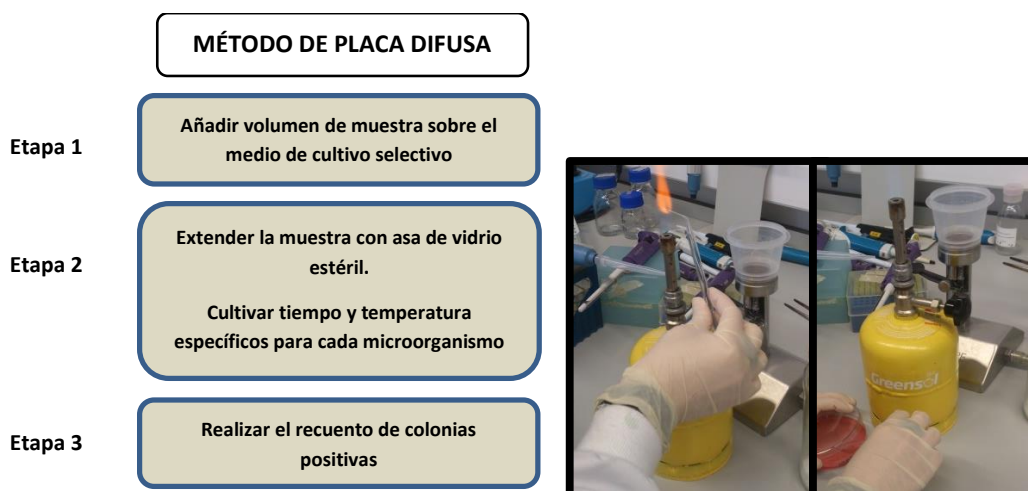 MÉTODO DE PLACA DIFUSA
Etapa 1
Añadir volumen de muestra sobre el
medio de cultivo selectivo
Etapa 2
Extender la muestra con asa de vidrio
estéril.
Cultivar tiempo y temperatura
específicos para cada microorganismo
Etapa 3
Realizar el recuento de colonias
positivas
Greensol